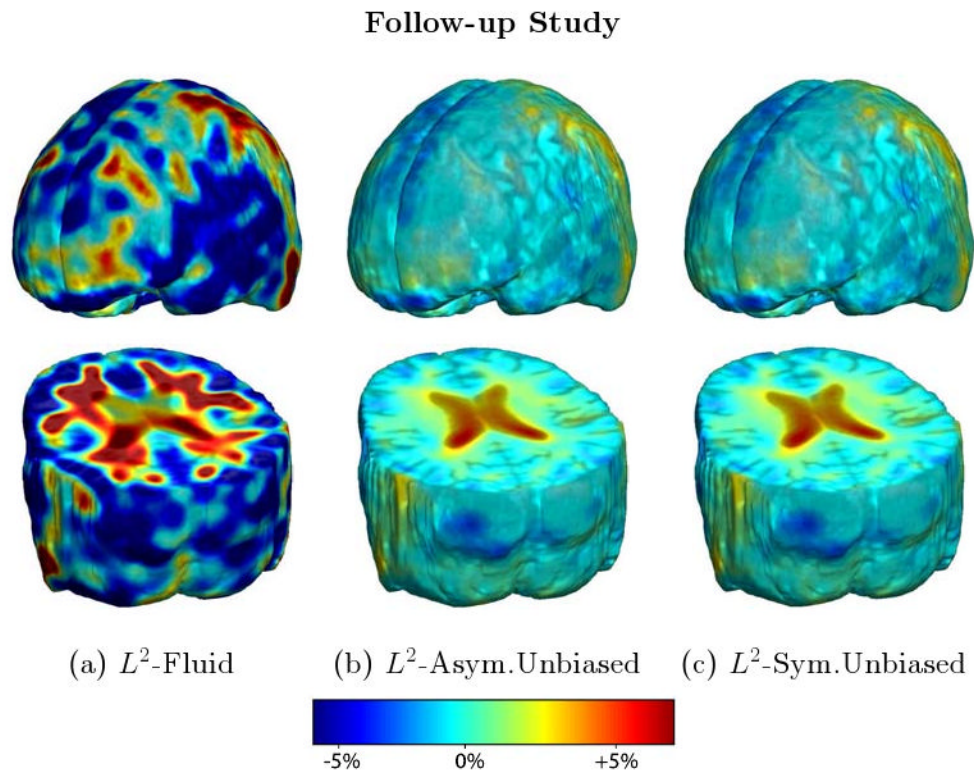 Follow-up Study
(a) L²-Fluid (b) L²-Asym.Unbiased (c) L²-Sym.Unbiased
-5% 0% +5%